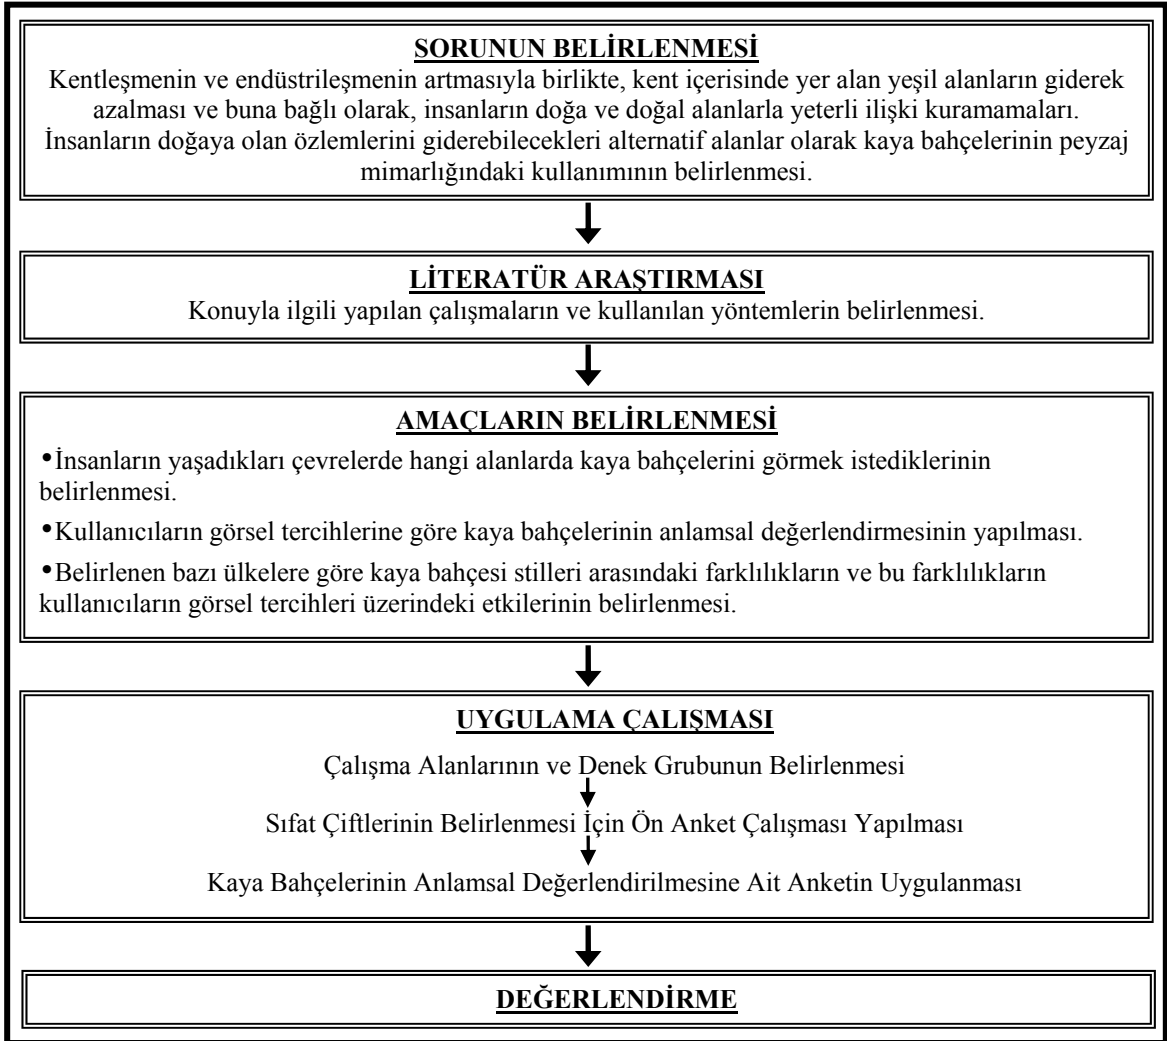 SORUNUN BELİRLENMESİ
Kentleşmenin ve endüstrileşmenin artmasıyla birlikte, kent içerisinde yer alan yeşil alanların giderek
azalması ve buna bağlı olarak, insanların doğa ve doğal alanlarla yeterli ilişki kuramamaları.
İnsanların doğaya olan özlemlerini giderebilecekleri alternatif alanlar olarak kaya bahçelerinin peyzaj
mimarlığındaki kullanımının belirlenmesi.
LİTERATÜR ARAŞTIRMASI
Konuyla ilgili yapılan çalışmaların ve kullanılan yöntemlerin belirlenmesi.
AMAÇLARIN BELİRLENMESİ
•İnsanların yaşadıkları çevrelerde hangi alanlarda kaya bahçelerini görmek istediklerinin
belirlenmesi.
•Kullanıcıların görsel tercihlerine göre kaya bahçelerinin anlamsal değerlendirmesinin yapılması.
•Belirlenen bazı ülkelere göre kaya bahçesi stilleri arasındaki farklılıkların ve bu farklılıkların
kullanıcıların görsel tercihleri üzerindeki etkilerinin belirlenmesi.
UYGULAMA ÇALIŞMASI
Çalışma Alanlarının ve Denek Grubunun Belirlenmesi
Sıfat Çiftlerinin Belirlenmesi İçin Ön Anket Çalışması Yapılması
Kaya Bahçelerinin Anlamsal Değerlendirilmesine Ait Anketin Uygulanması
DEĞERLENDİRME